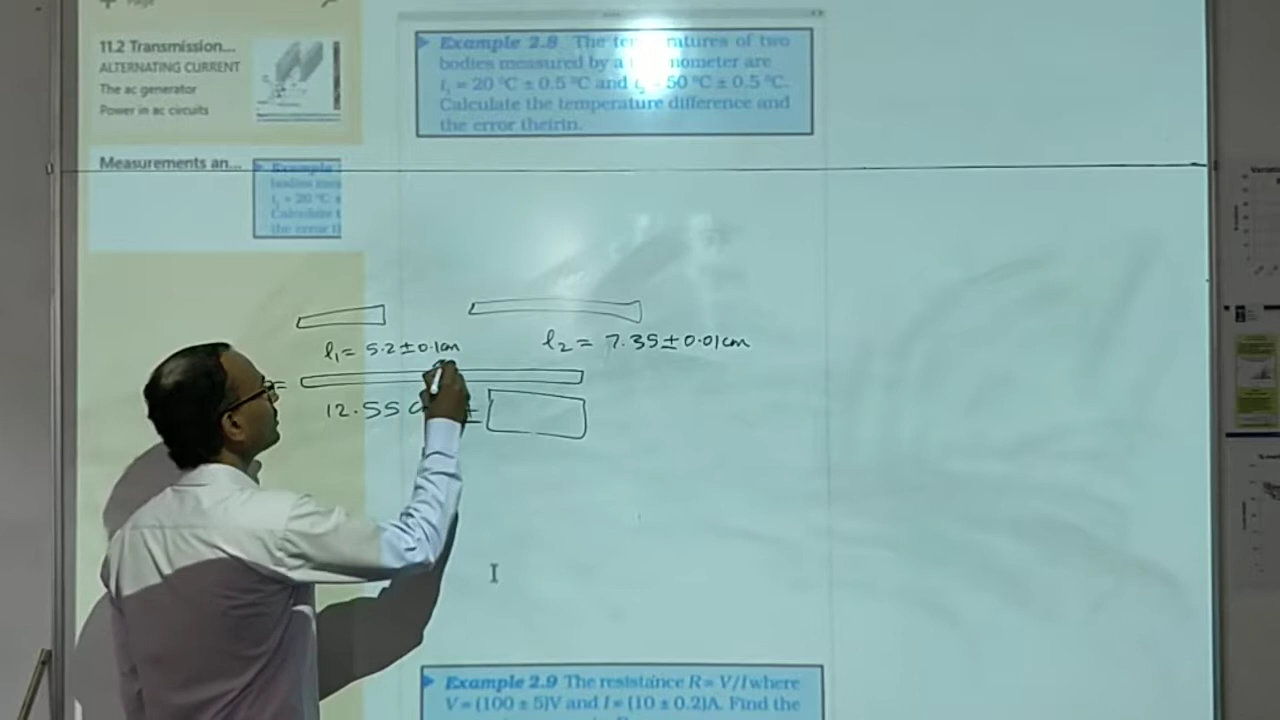 Page
11.2 Transmission...
ALTERNATING CURRENT
The ac generator
Power in ac circuits
Measurements an...
Example
Example 2.8 The of two
bodies measured by a are
t₁ = 20 °C ± 0.5 °C and 50 °C ± 0.5 °C.
Calculate the temperature difference and
the error theirin.
l₁ = 5.2 ± 0.1cm
l₂ = 7.35 ± 0.01cm
=
12.55 ±
Example 2.9 The resistance R = V/I where
V = (100 ± 5)V and I = (10 ± 0.2)A. Find the